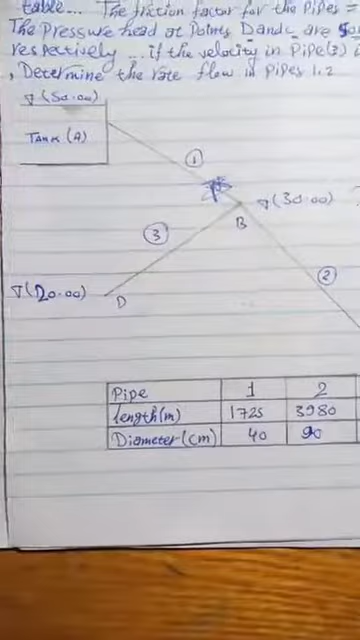 table... The friction factor for the pipes =
The pressure head at points D and C are
respectively ... if the velocity in Pipe(3)
, Determine the rate flow in pipes 1.2
∇(50.00)
Tank (A)
1
∇(30.00)
B
3
2
∇(20.00)
D
Pipe 1 2
length(m) 1725 3980
Diameter(cm) 40 90